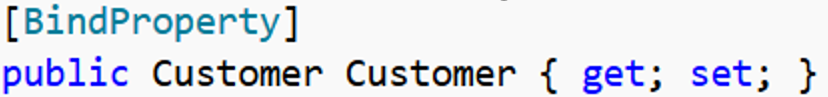 [BindProperty]
public Customer Customer { get; set; }